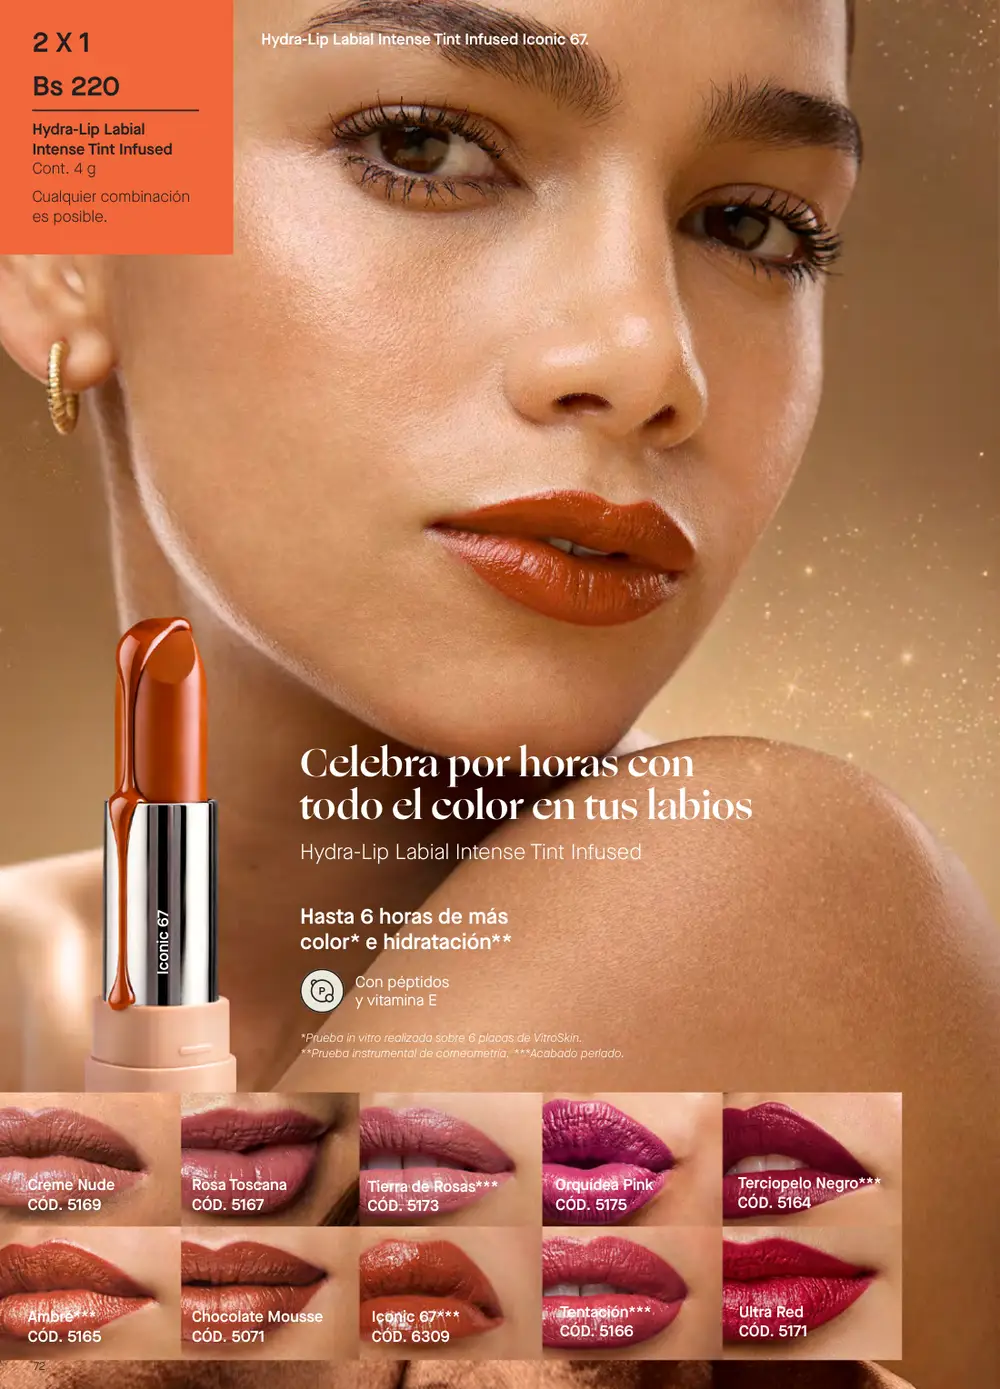 2 X 1
Bs 220
Hydra-Lip Labial
Intense Tint Infused
Cont. 4 g
Cualquier combinación
es posible.
Hydra-Lip Labial Intense Tint Infused Iconic 67.
Iconic 67
Celebra por horas con
todo el color en tus labios
Hydra-Lip Labial Intense Tint Infused
Hasta 6 horas de más
color* e hidratación**
P
Con péptidos
y vitamina E
*Prueba in vitro realizada sobre 6 placas de VitroSkin.
**Prueba instrumental de corneometría. ***Acabado perlado.
Creme Nude
CÓD. 5169
Rosa Toscana
CÓD. 5167
Tierra de Rosas***
CÓD. 5173
Orquídea Pink
CÓD. 5175
Terciopelo Negro***
CÓD. 5164
Ambré***
CÓD. 5165
Chocolate Mousse
CÓD. 5071
Iconic 67***
CÓD. 6309
Tentación***
CÓD. 5166
Ultra Red
CÓD. 5171
72